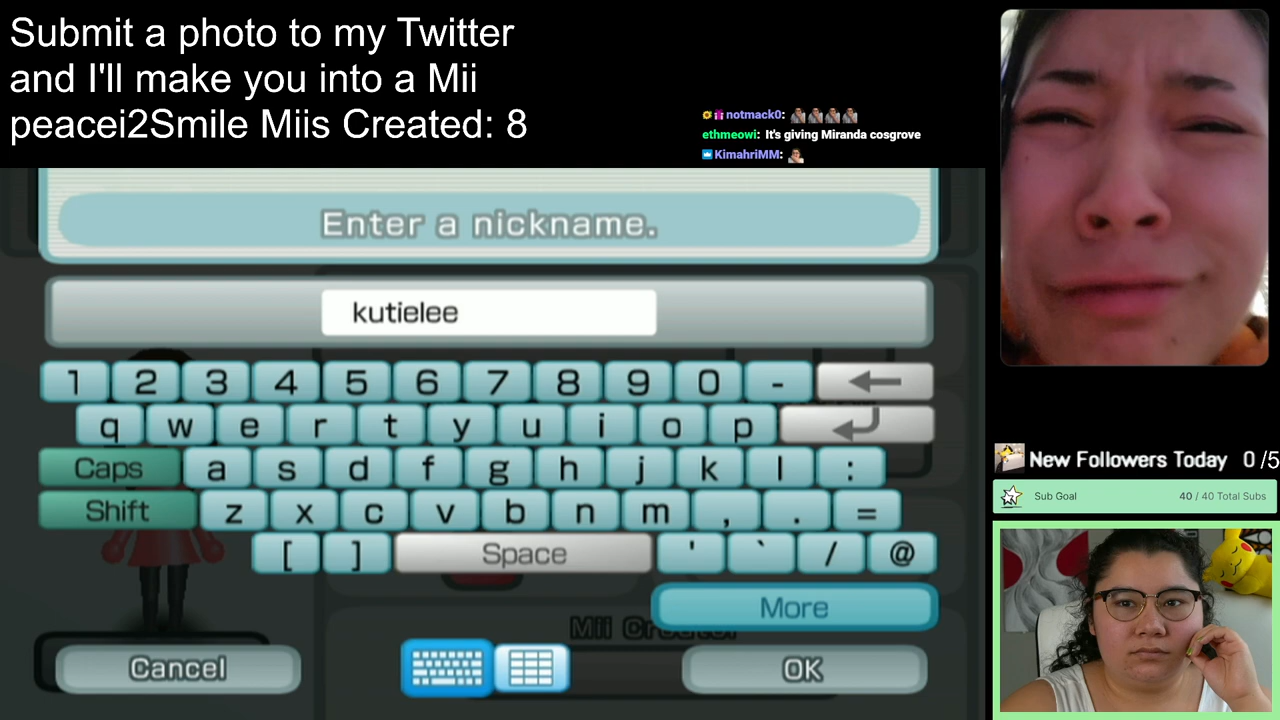 Submit a photo to my Twitter
and I'll make you into a Mii
peacei2Smile Miis Created: 8
notmack0:
ethmeowi: It's giving Miranda cosgrove
KimahriMM:
Enter a nickname.
kutielee
1 2 3 4 5 6 7 8 9 0 -
q w e r t y u i o p
Caps a s d f g h j k l :
Shift z x c v b n m , . =
[ ] Space ' ` / @
More
Mii Creator
Cancel OK
New Followers Today 0 /5
Sub Goal 40 / 40 Total Subs